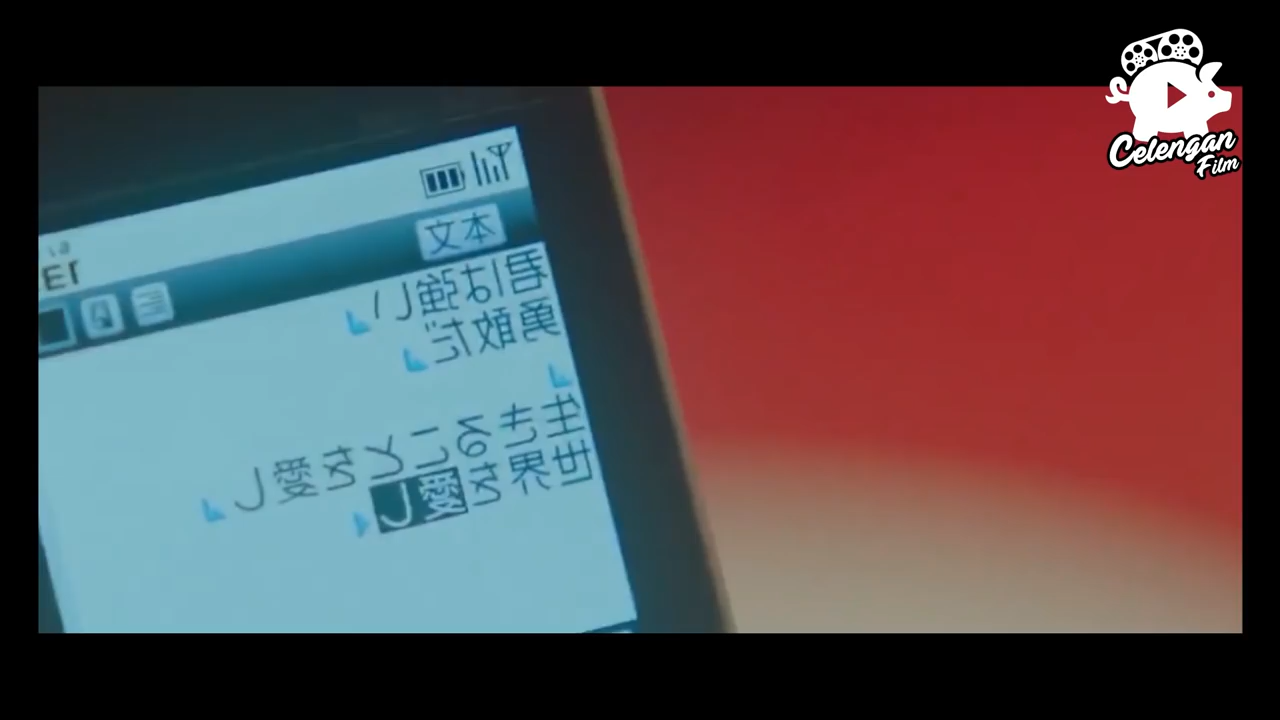 本文
君は強い
勇敢だ
生きることを愛し
世界を愛し
Celengan
Film